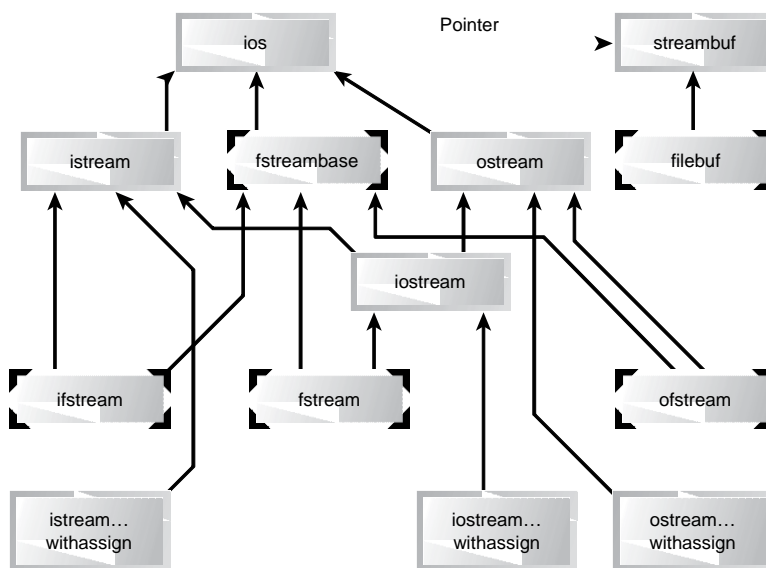 ios
Pointer
streambuf
istream
fstreambase
ostream
filebuf
iostream
ifstream
fstream
ofstream
istream…
withassign
iostream…
withassign
ostream…
withassign